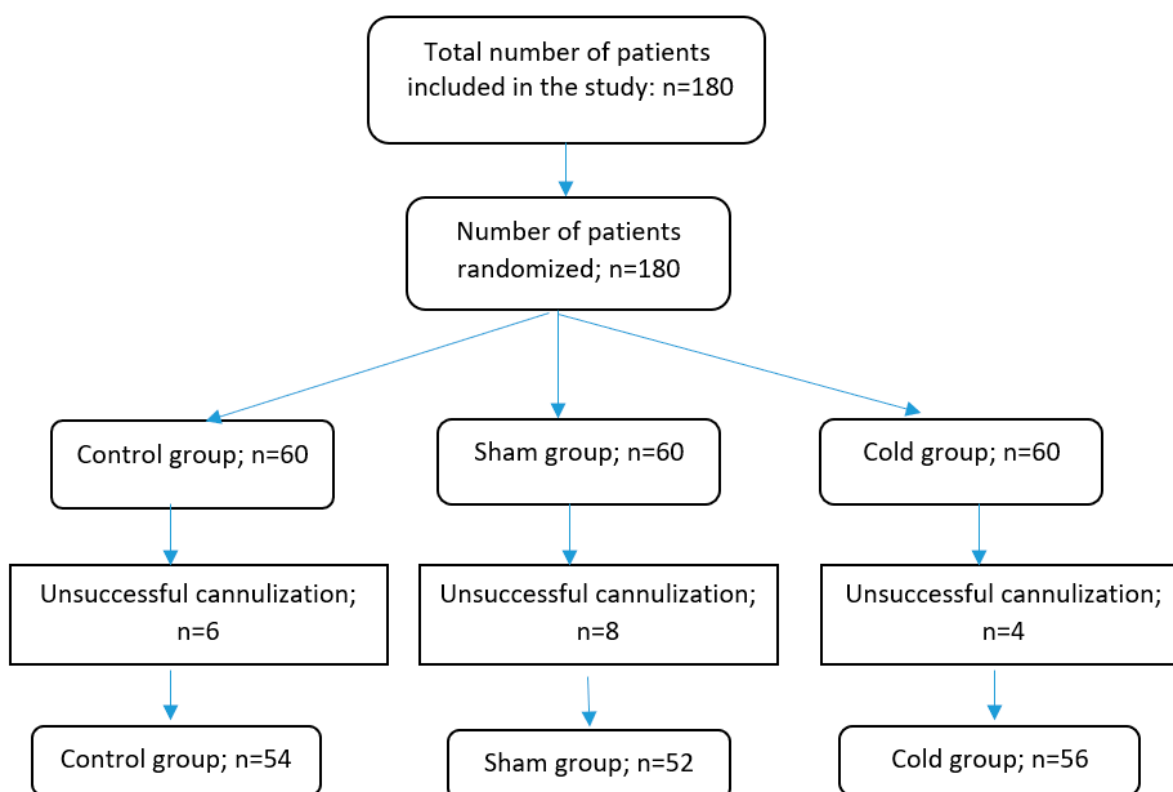 Total number of patients
included in the study: n=180
Number of patients
randomized; n=180
Control group; n=60
Sham group; n=60
Cold group; n=60
Unsuccessful cannulization;
n=6
Unsuccessful cannulization;
n=8
Unsuccessful cannulization;
n=4
Control group; n=54
Sham group; n=52
Cold group; n=56